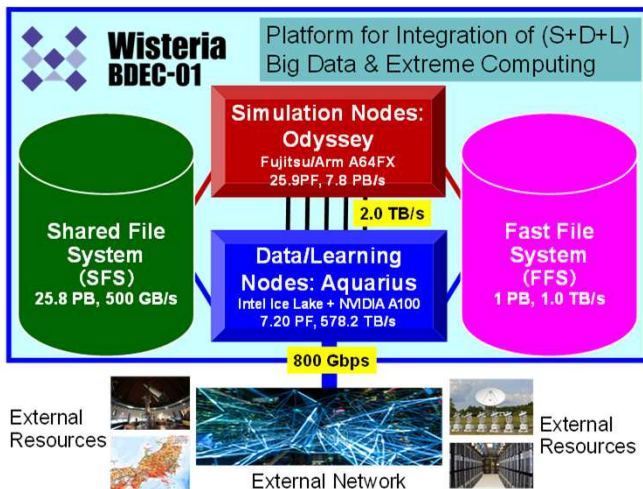 Wisteria
BDEC-01
Platform for Integration of (S+D+L)
Big Data & Extreme Computing
Simulation Nodes:
Odyssey
Fujitsu/Arm A64FX
25.9PF, 7.8 PB/s
2.0 TB/s
Shared File
System
(SFS)
25.8 PB, 500 GB/s
Data/Learning
Nodes: Aquarius
Intel Ice Lake + NVIDIA A100
7.20 PF, 578.2 TB/s
Fast File
System
(FFS)
1 PB, 1.0 TB/s
800 Gbps
External
Resources
External Network
External
Resources